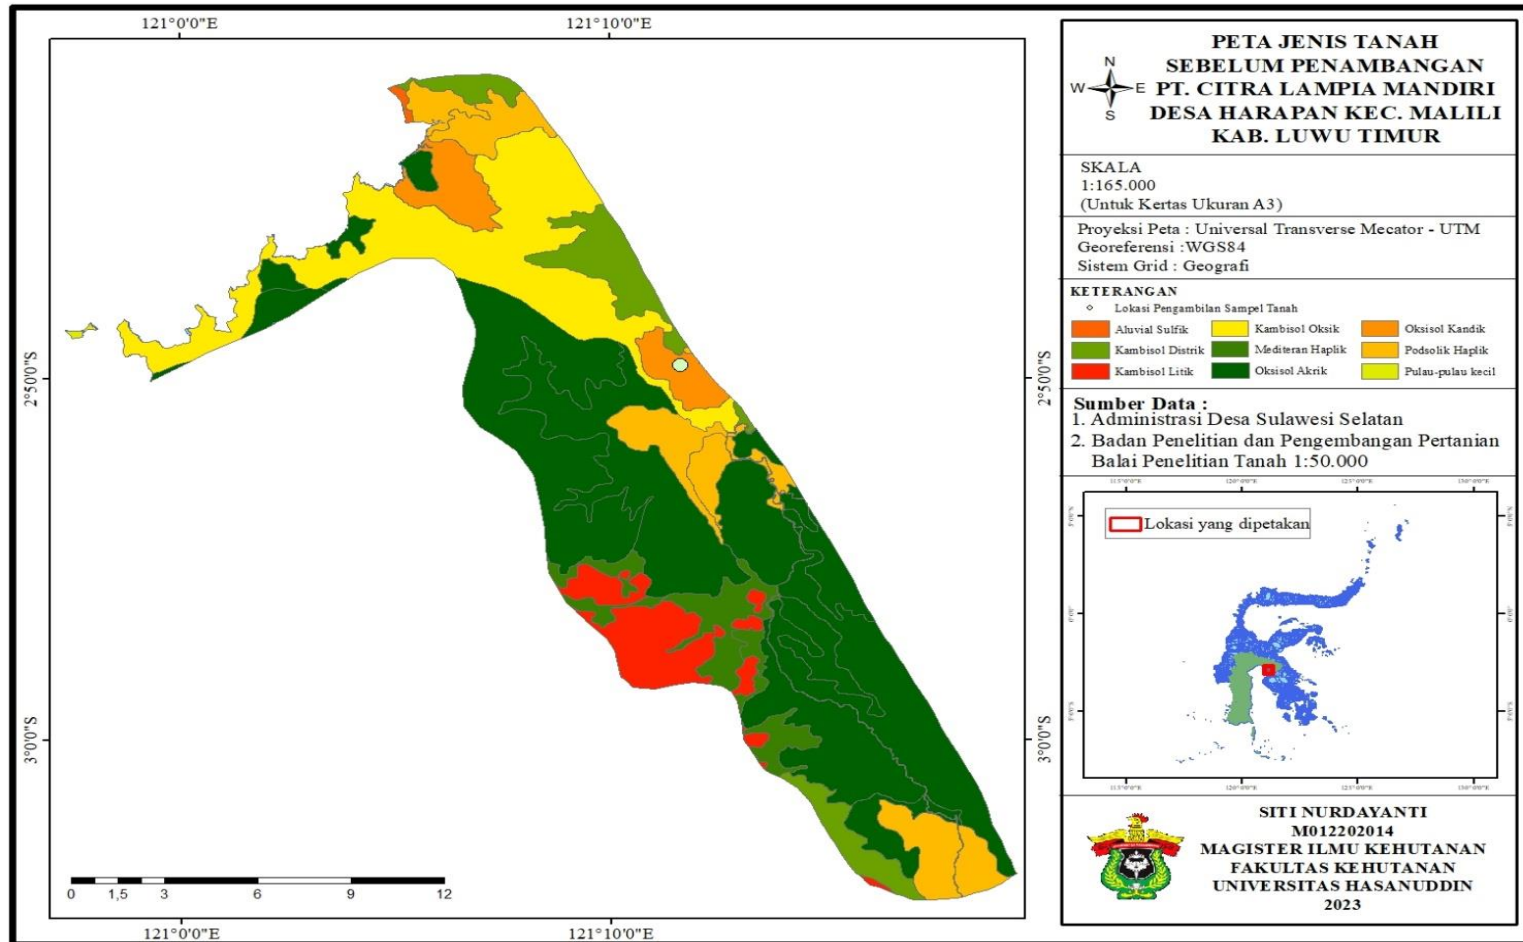 121°0'0"E
121°10'0"E
2°50'0"S
3°0'0"S
2°50'0"S
3°0'0"S
0 1,5 3 6 9 12
121°0'0"E
121°10'0"E
N
W E
S
PETA JENIS TANAH
SEBELUM PENAMBANGAN
PT. CITRA LAMPIA MANDIRI
DESA HARAPAN KEC. MALILI
KAB. LUWU TIMUR
SKALA
1:165.000
(Untuk Kertas Ukuran A3)
Proyeksi Peta : Universal Transverse Mecator - UTM
Georeferensi :WGS84
Sistem Grid : Geografi
KETERANGAN
Lokasi Pengambilan Sampel Tanah
Aluvial Sulfik Kambisol Oksik Oksisol Kandik
Kambisol Distrik Mediteran Haplik Podsolik Haplik
Kambisol Litik Oksisol Akrik Pulau-pulau kecil
Sumber Data :
1. Administrasi Desa Sulawesi Selatan
2. Badan Penelitian dan Pengembangan Pertanian
Balai Penelitian Tanah 1:50.000
Lokasi yang dipetakan
SITI NURDAYANTI
M012202014
MAGISTER ILMU KEHUTANAN
FAKULTAS KEHUTANAN
UNIVERSITAS HASANUDDIN
2023